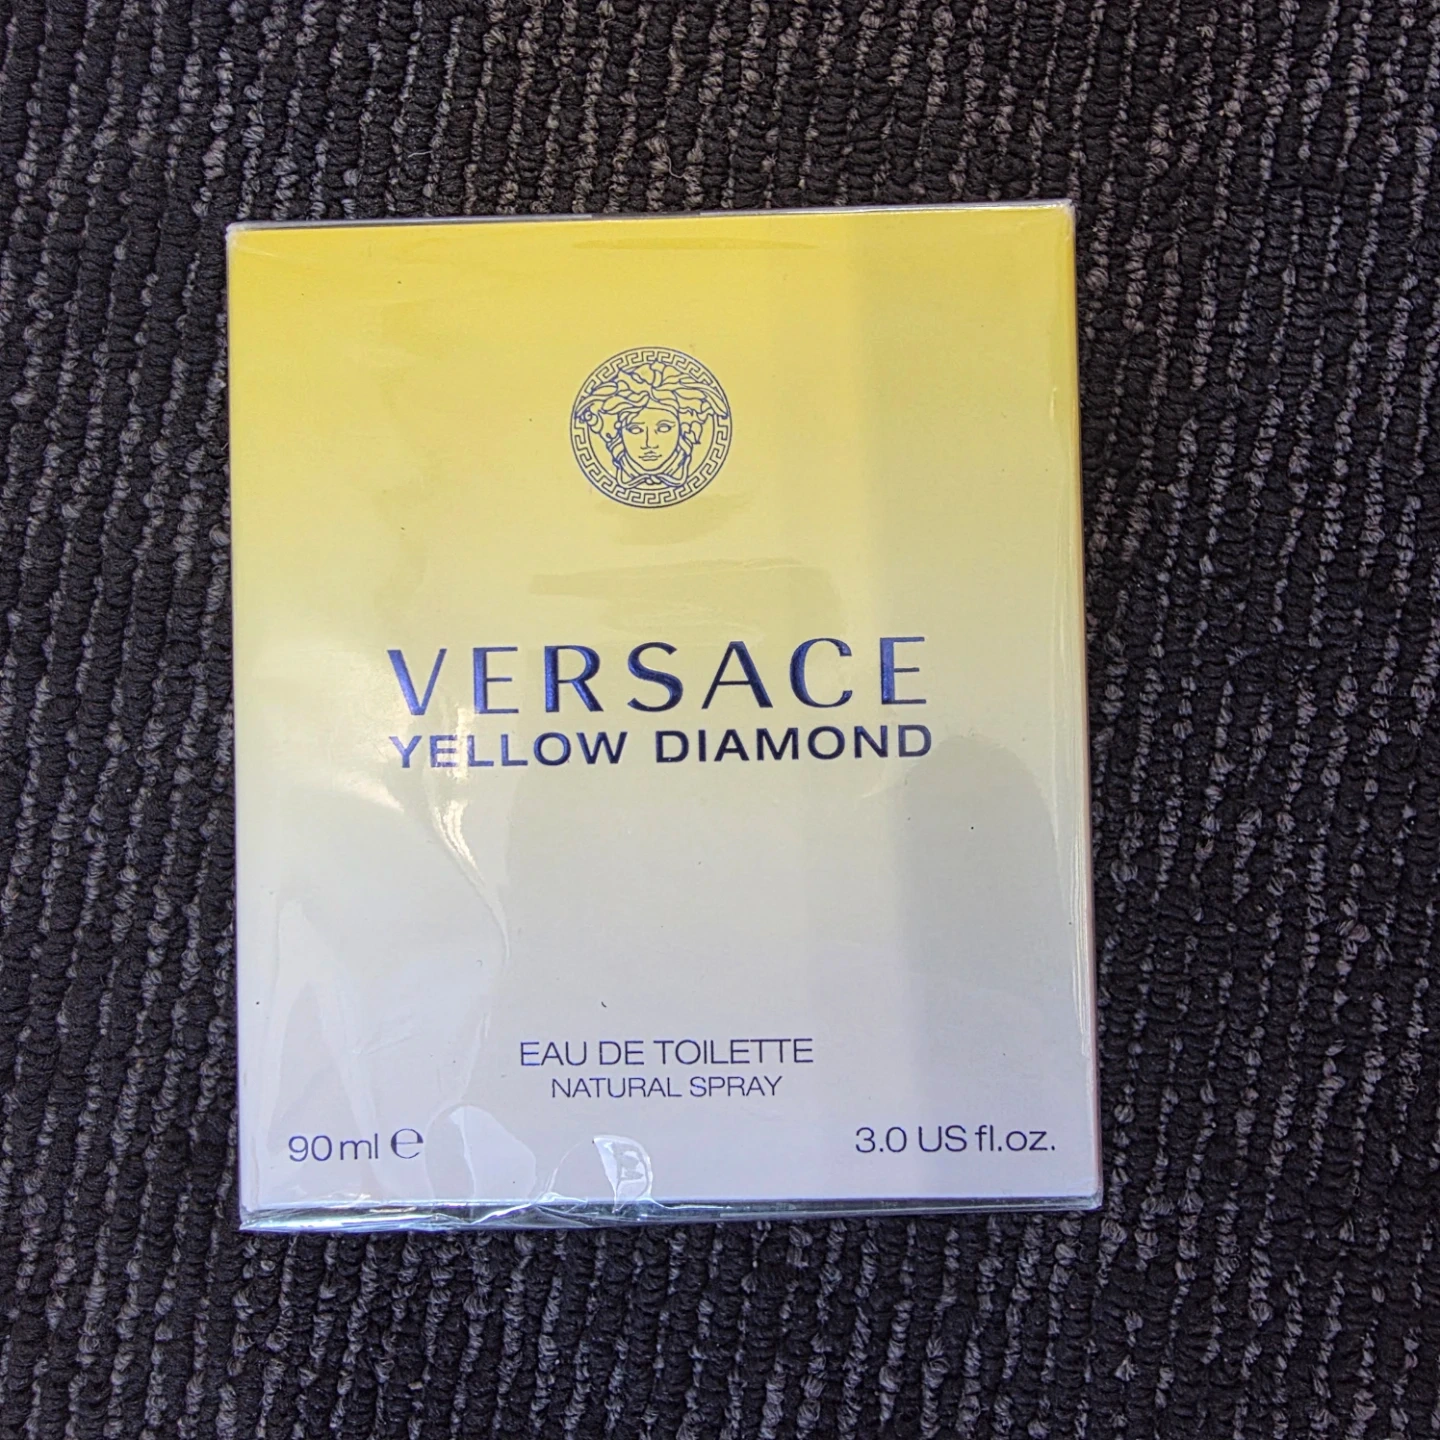 VERSACE
YELLOW DIAMOND
EAU DE TOILETTE
NATURAL SPRAY
90 ml ℮
3.0 US fl.oz.